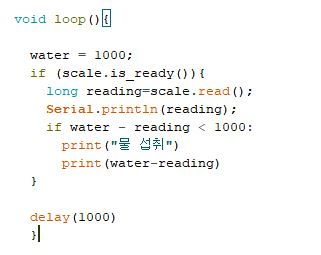 void loop(){
water = 1000;
if (scale.is_ready()){
long reading=scale.read();
Serial.println(reading);
if water - reading < 1000:
print("물 섭취")
print(water-reading)
}
delay(1000)
}